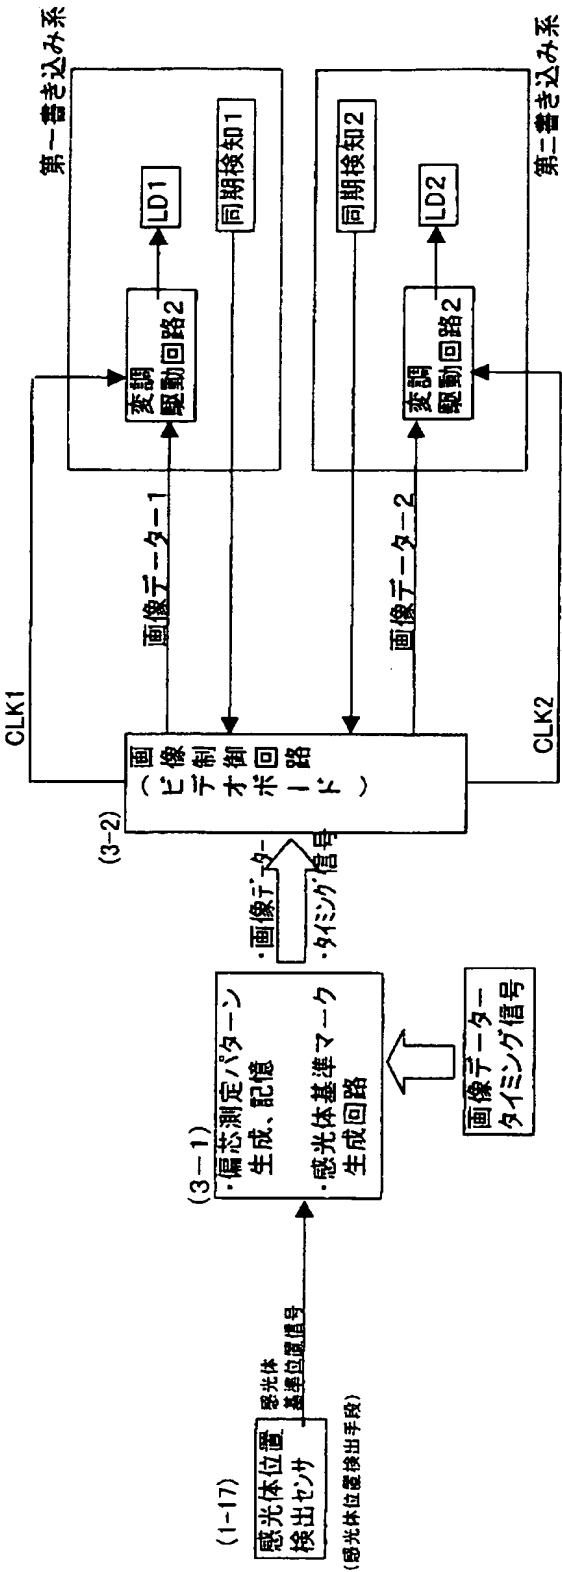 (1-17)
感光体位置
検出センサ
(感光体位置検出手段)
感光体
基準位置信号
(3-1)
・偏芯測定パターン
生成、記憶
・感光体基準マーク
生成回路
画像データー
タイミング信号
・画像データー
・タイミング信号
(3-2)
画像制御回路
(ビデオボード)
CLK1
画像データー1
画像データー2
CLK2
第一書き込み系
変調
駆動回路2
LD1
同期検知1
第二書き込み系
同期検知2
変調
駆動回路2
LD2